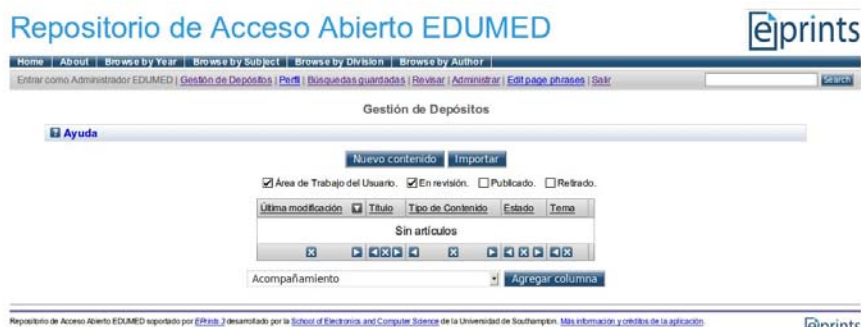 Repositorio de Acceso Abierto EDUMED
eprints
Home | About | Browse by Year | Browse by Subject | Browse by Division | Browse by Author
Entrar como Administrador EDUMED | Gestión de Depósitos | Perfil | Búsquedas guardadas | Revisar | Administrar | Edit page phrases | Salir
Search
Gestión de Depósitos
Ayuda
Nuevo contenido Importar
Área de Trabajo del Usuario. En revisión. Publicado. Retirado.
Última modificación Título Tipo de Contenido Estado Tema
Sin artículos
Acompañamiento Agregar columna
Repositorio de Acceso Abierto EDUMED soportado por EPrints 3 desarrollado por la School of Electronics and Computer Science de la Universidad de Southampton. Más información y créditos de la aplicación.
eprints